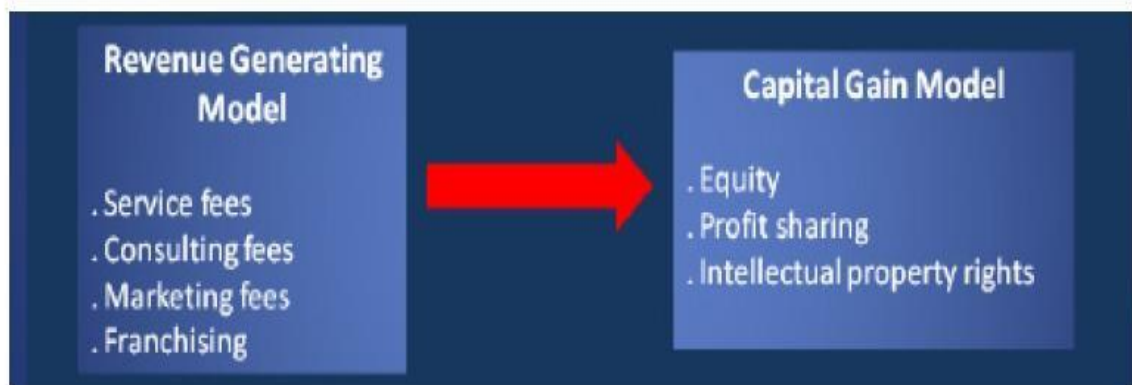 Revenue Generating
Model
. Service fees
. Consulting fees
. Marketing fees
. Franchising
Capital Gain Model
. Equity
. Profit sharing
. Intellectual property rights